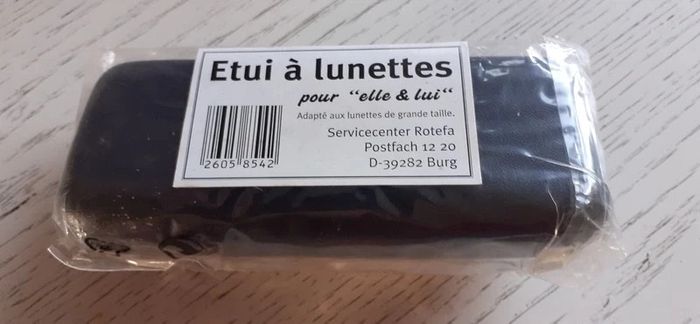 Etui à lunettes
pour “elle & lui“
Adapté aux lunettes de grande taille.
Servicecenter Rotefa
Postfach 12 20
D-39282 Burg
2605 8542